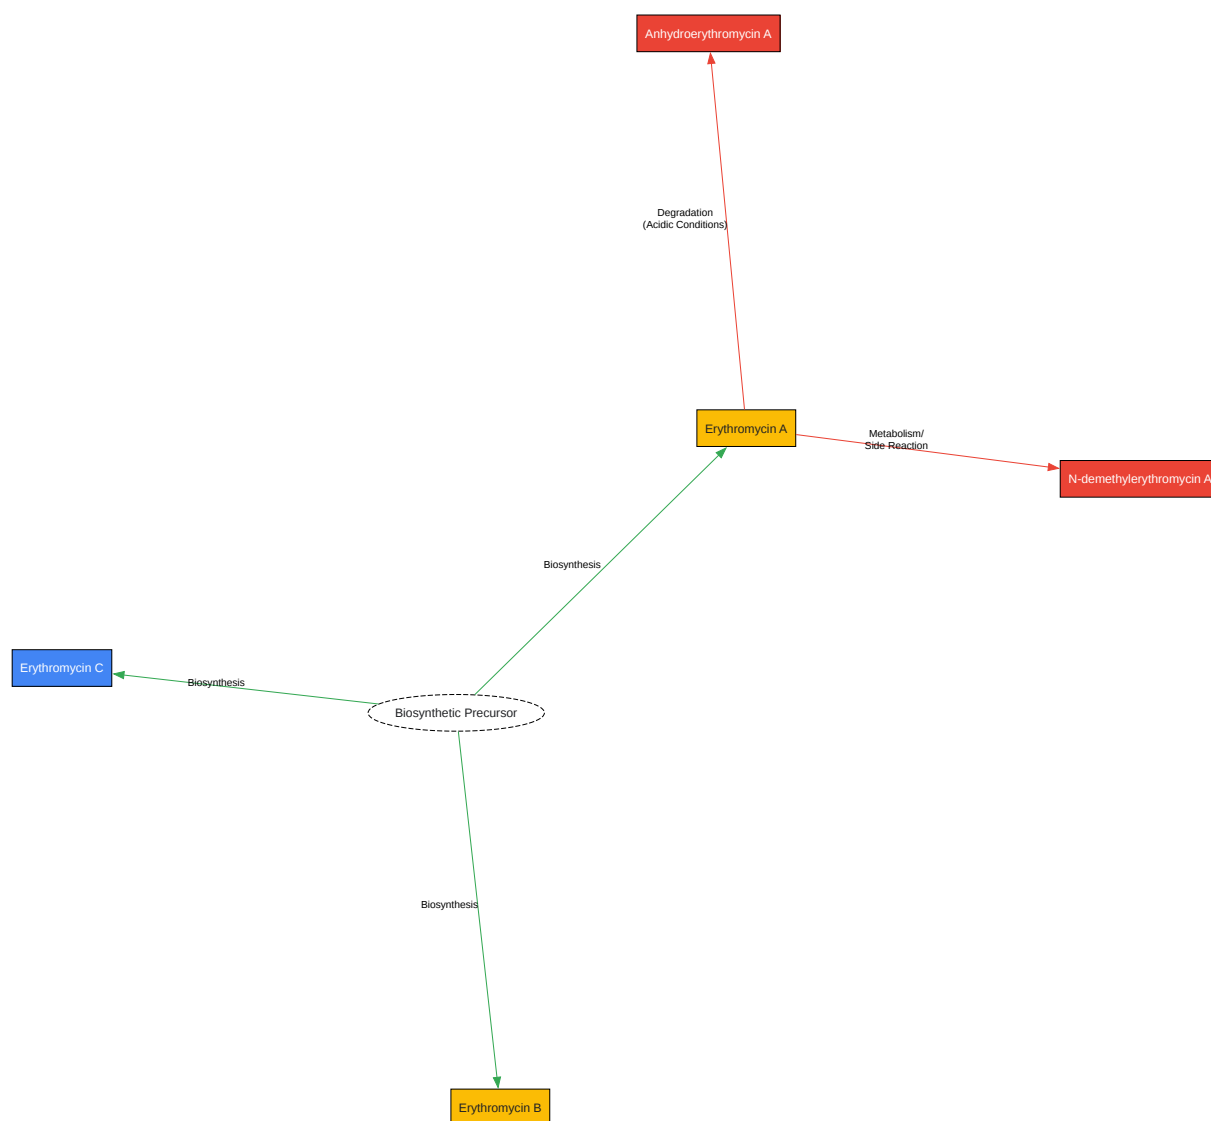 Anhydroerythromycin A
Degradation
(Acidic Conditions)
Erythromycin A
Metabolism/
Side Reaction
N-demethylerythromycin A
Biosynthesis
Erythromycin C
Biosynthesis
Biosynthetic Precursor
Biosynthesis
Erythromycin B